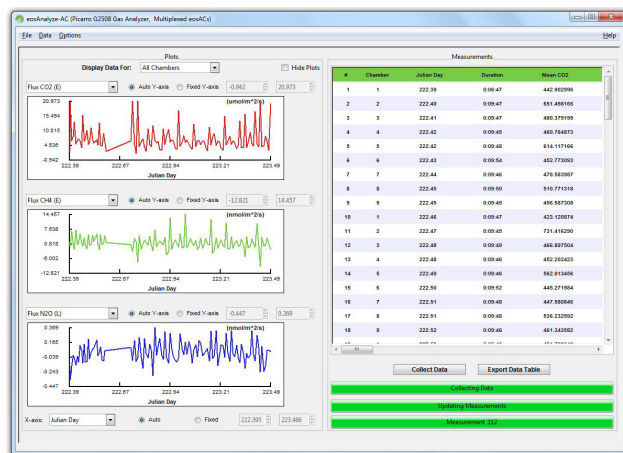 eosAnalyze-AC (Picarro G2508 Gas Analyzer, Multiplexed eosACs)
File Data Options Help
Plots
Display Data For: All Chambers Hide Plots
Flux CO2 (E) Auto Y-axis Fixed Y-axis -0.942 20.973
20.973 (umol/m^2/s)
15.494
10.015
4.536
-0.942
222.39 222.67 222.94 223.21 223.49
Julian Day
Flux CH4 (E) Auto Y-axis Fixed Y-axis -12.821 14.457
14.457 (nmol/m^2/s)
7.638
0.818
-6.002
-12.821
222.39 222.67 222.94 223.21 223.49
Julian Day
Flux N2O (L) Auto Y-axis Fixed Y-axis -0.447 0.369
0.369 (nmol/m^2/s)
0.165
-0.039
-0.243
-0.447
222.39 222.67 222.94 223.21 223.49
Julian Day
X-axis: Julian Day Auto Fixed 222.395 223.486
Measurements
# Chamber Julian Day Duration Mean CO2
1 1 222.39 0:06:47 442.902996
2 2 222.40 0:09:47 651.498166
3 3 222.41 0:09:47 480.378199
4 4 222.42 0:09:45 460.764873
5 5 222.42 0:09:48 514.117166
6 6 222.43 0:09:54 452.773093
7 7 222.44 0:09:46 478.583987
8 8 222.45 0:09:50 510.771318
9 9 222.45 0:09:45 496.587308
10 1 222.46 0:09:47 423.120874
11 2 222.47 0:09:45 731.416290
12 3 222.48 0:09:49 466.897504
13 4 222.48 0:09:46 452.202423
14 5 222.49 0:09:46 562.013456
15 6 222.50 0:09:52 445.271984
16 7 222.51 0:09:48 447.580846
17 8 222.51 0:09:48 536.232592
18 9 222.52 0:09:46 461.343582
Collect Data Export Data Table
Collecting Data
Updating Measurements
Measurement 112